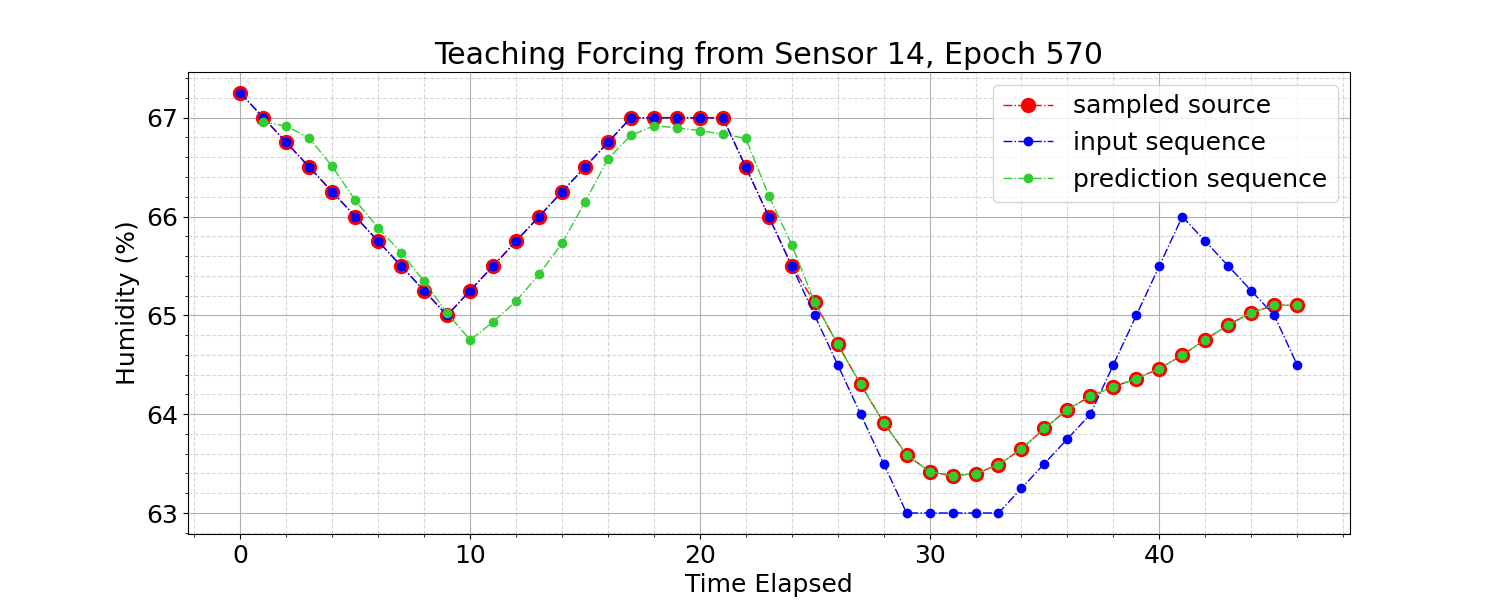 Teaching Forcing from Sensor 14, Epoch 570
sampled source
input sequence
prediction sequence
Humidity (%)
67
66
65
64
63
0 10 20 30 40
Time Elapsed